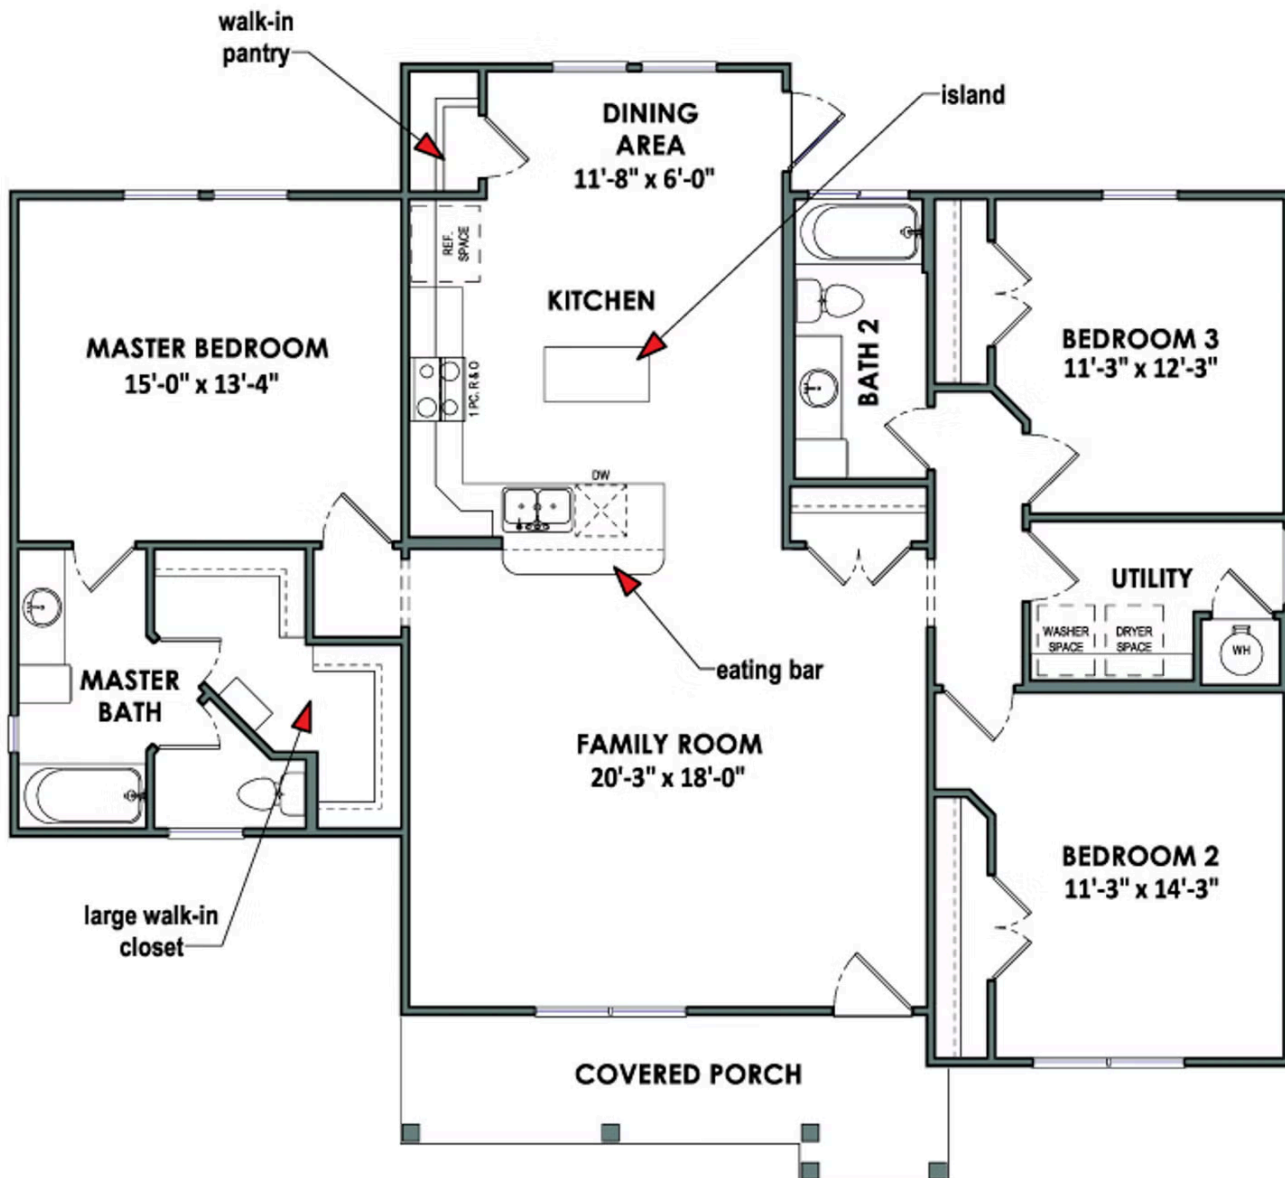 walk-in
pantry
island
DINING
AREA
11'-8" x 6'-0"
REF.
SPACE
KITCHEN
MASTER BEDROOM
15'-0" x 13'-4"
1 PC. R & O
BATH 2
BEDROOM 3
11'-3" x 12'-3"
DW
UTILITY
WASHER
SPACE
DRYER
SPACE
WH
eating bar
MASTER
BATH
FAMILY ROOM
20'-3" x 18'-0"
BEDROOM 2
11'-3" x 14'-3"
large walk-in
closet
COVERED PORCH